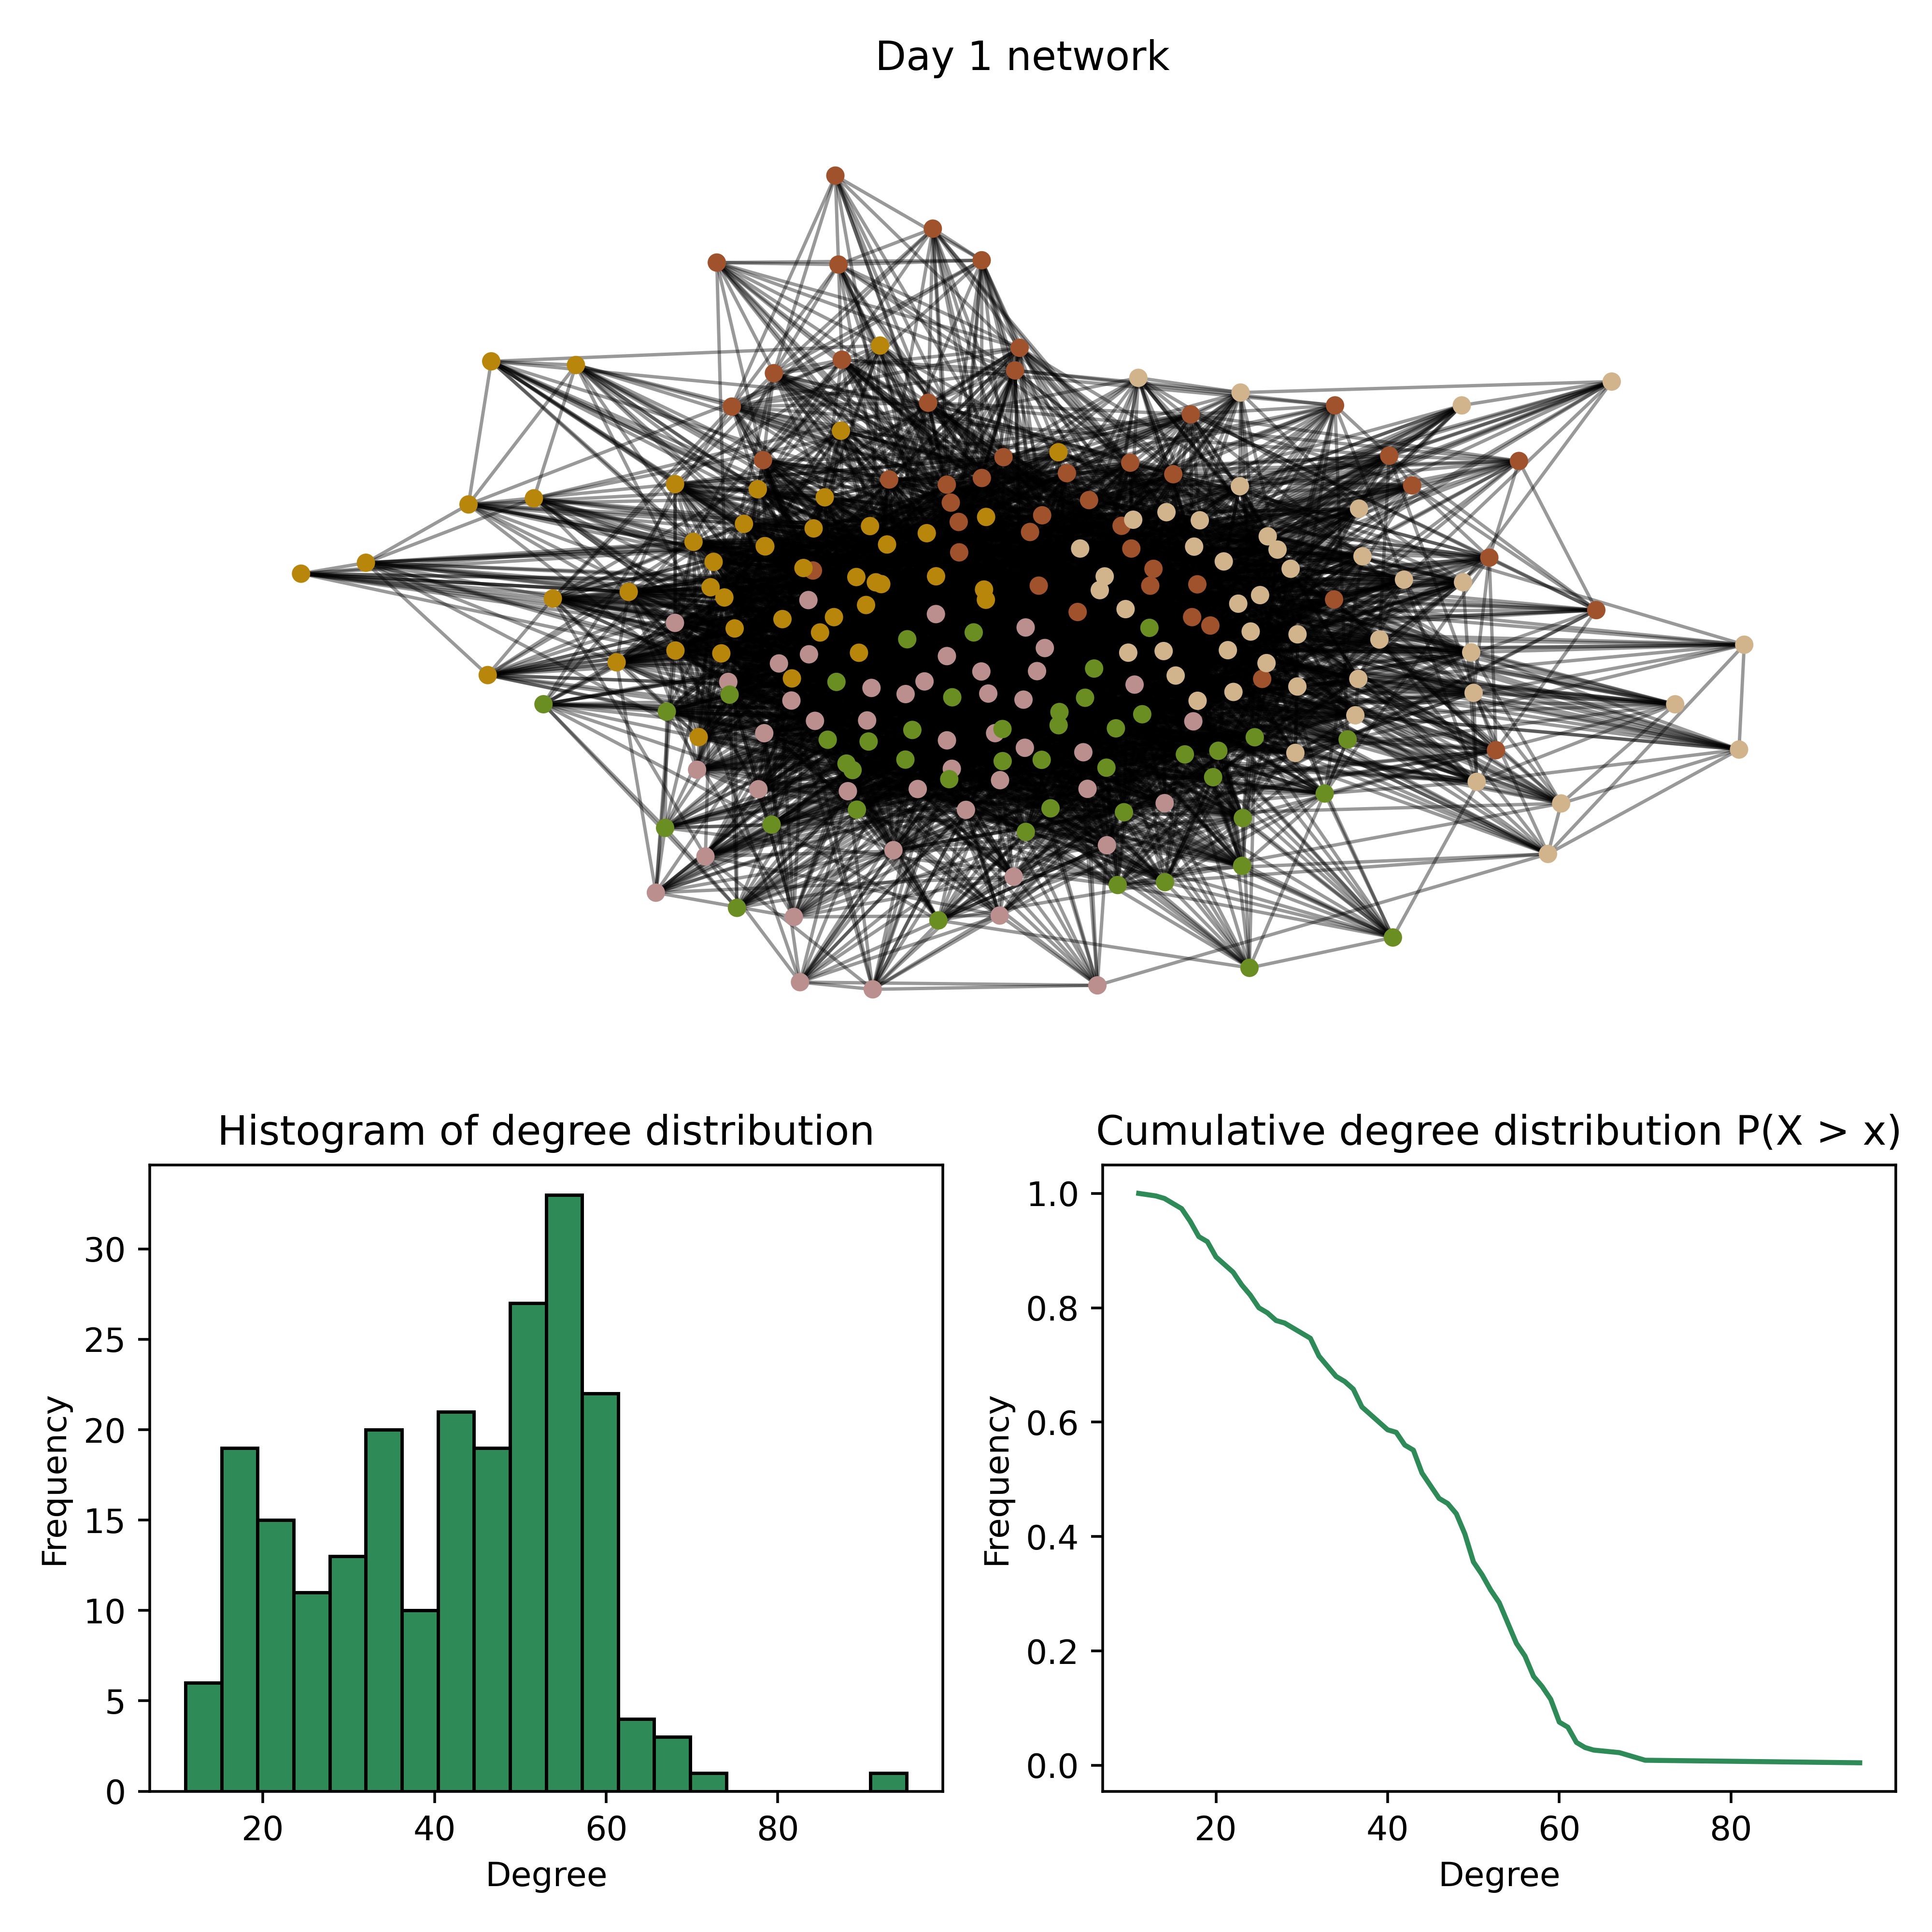 Day 1 network
Histogram of degree distribution
Frequency
30
25
20
15
10
5
0
20 40 60 80
Degree
Cumulative degree distribution P(X > x)
Frequency
1.0
0.8
0.6
0.4
0.2
0.0
20 40 60 80
Degree